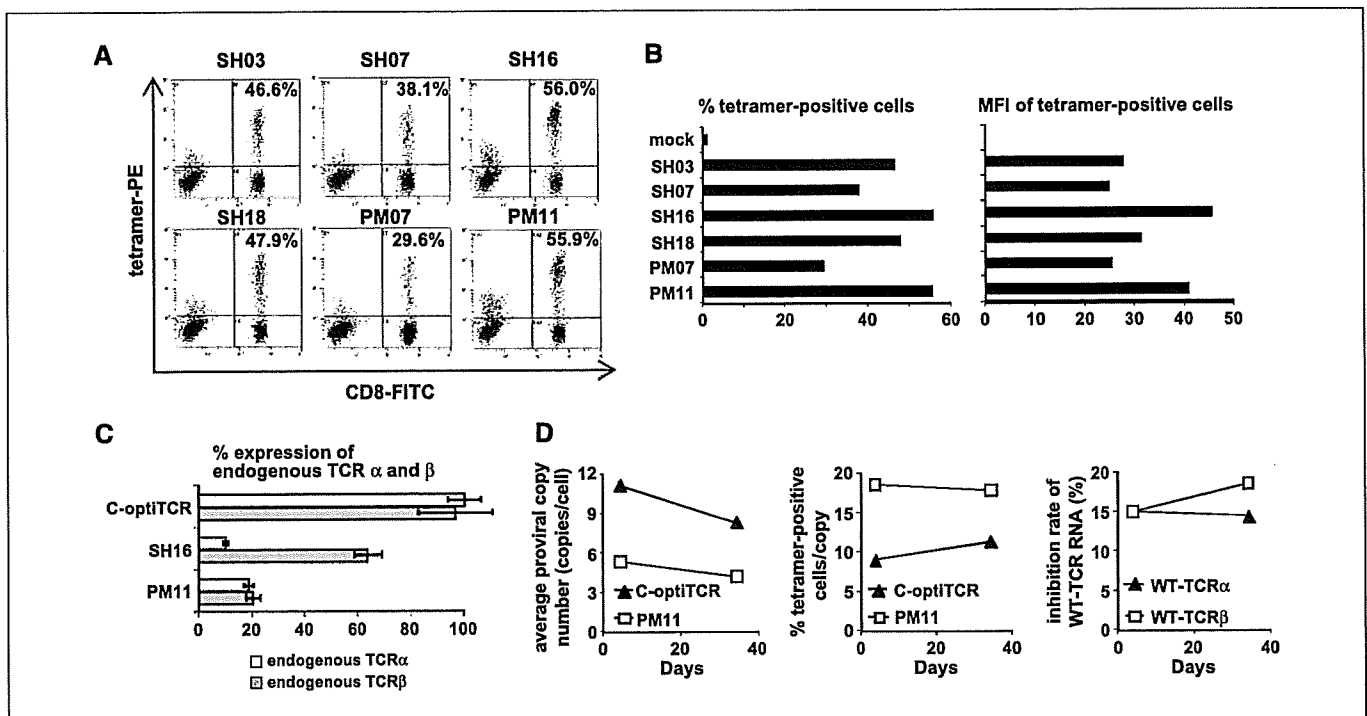 A
SH03
SH07
SH16
46.6%
38.1%
56.0%
SH18
PM07
PM11
47.9%
29.6%
55.9%
tetramer-PE
CD8-FITC
B
% tetramer-positive cells
MFI of tetramer-positive cells
mock
SH03
SH07
SH16
SH18
PM07
PM11
0 20 40 60
0 10 20 30 40 50
C
% expression of
endogenous TCR α and β
C-optiTCR
SH16
PM11
0 20 40 60 80 100
endogenous TCRα
endogenous TCRβ
D
average proviral copy
number (copies/cell)
12
9
6
3
0
C-optiTCR
PM11
0 20 40
Days
% tetramer-positive
cells/copy
20
15
10
5
0
C-optiTCR
PM11
0 20 40
Days
inhibition rate of
WT-TCR RNA (%)
20
15
10
5
0
WT-TCRα
WT-TCRβ
0 20 40
Days